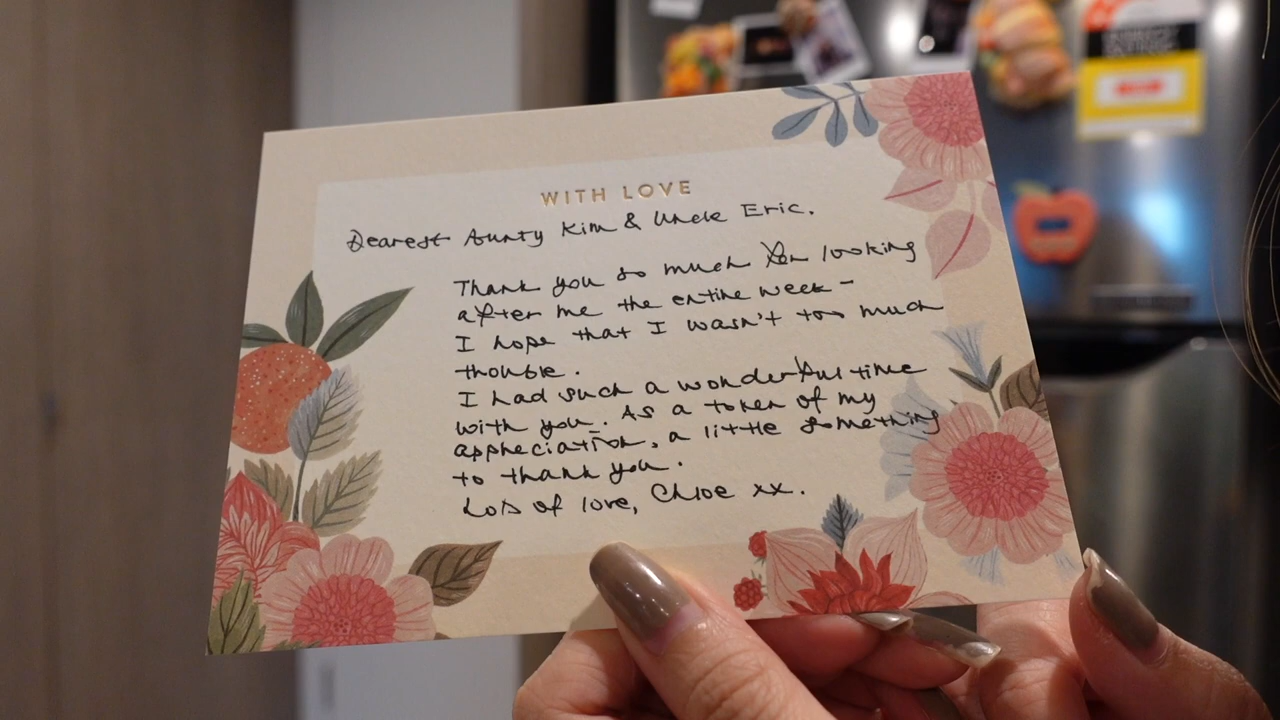 WITH LOVE
Dearest Aunty Kim & Uncle Eric.
Thank you so much for looking
after me the entire week -
I hope that I wasn't too much
trouble.
I had such a wonderful time
with you. As a token of my
appreciation, a little something
to thank you.
Lots of love, Chloe xx.